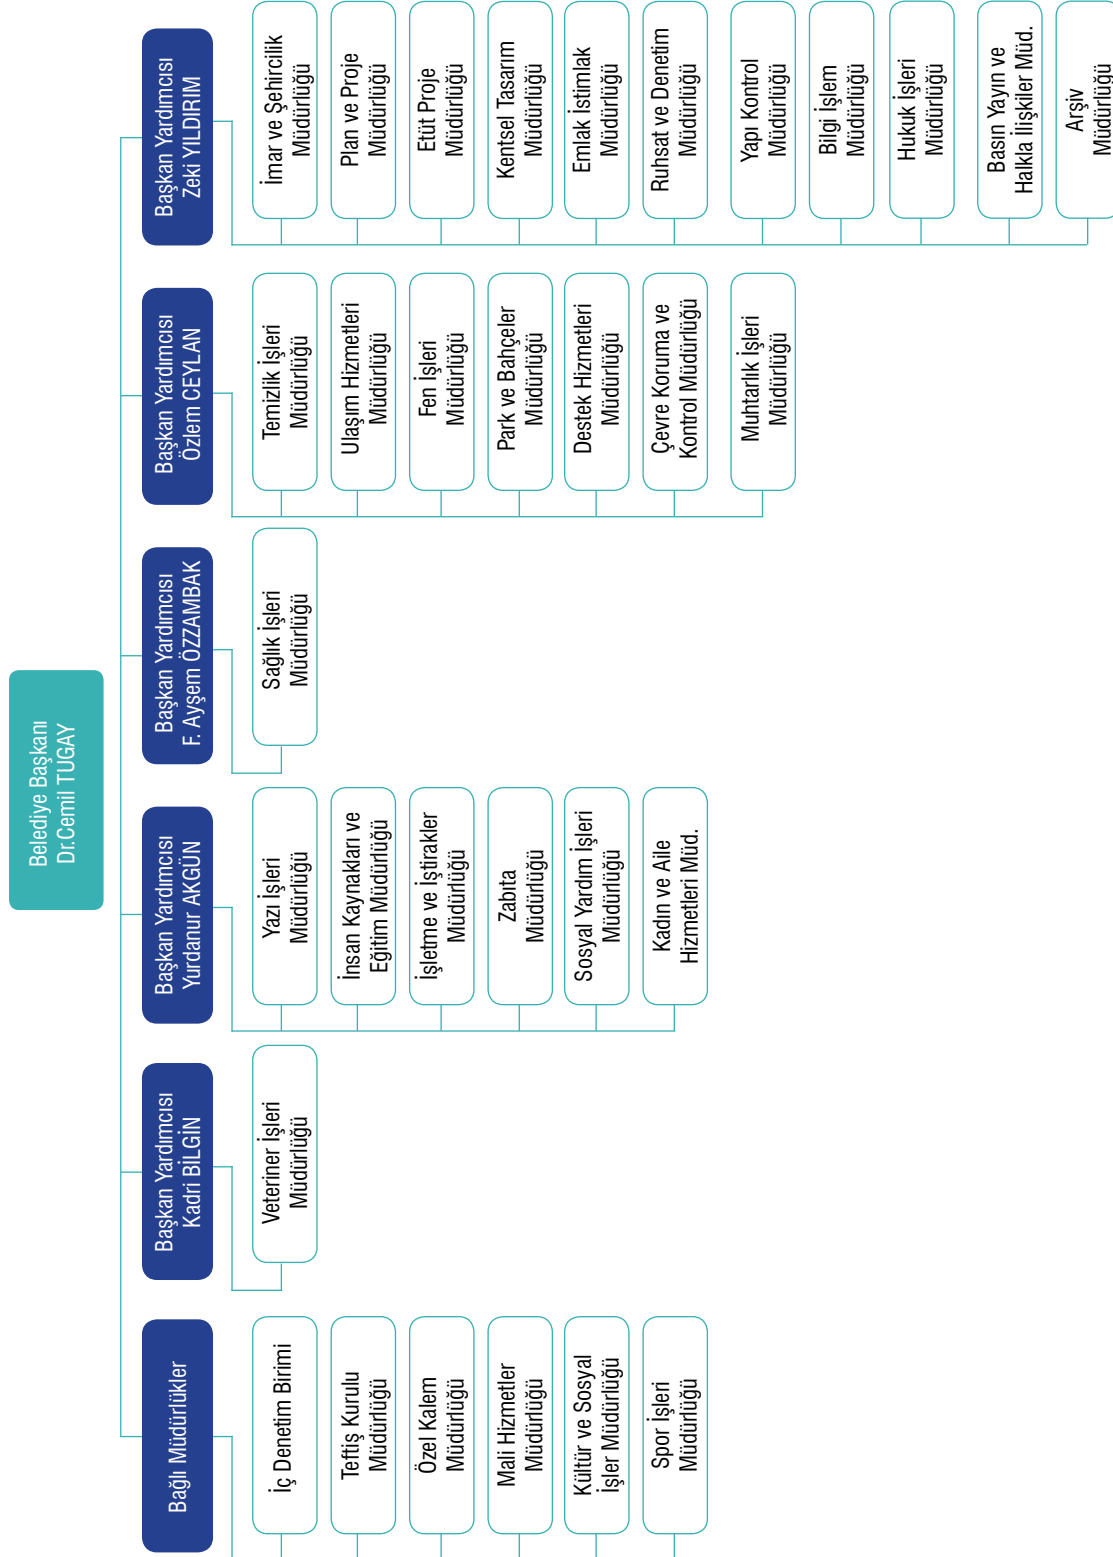 Belediye Başkanı
Dr.Cemil TUGAY
Bağlı Müdürlükler
İç Denetim Birimi
Teftiş Kurulu
Müdürlüğü
Özel Kalem
Müdürlüğü
Mali Hizmetler
Müdürlüğü
Kültür ve Sosyal
İşler Müdürlüğü
Spor İşleri
Müdürlüğü
Başkan Yardımcısı
Kadri BİLGİN
Veteriner İşleri
Müdürlüğü
Başkan Yardımcısı
Yurdanur AKGÜN
Yazı İşleri
Müdürlüğü
İnsan Kaynakları ve
Eğitim Müdürlüğü
İşletme ve İştirakler
Müdürlüğü
Zabıta
Müdürlüğü
Sosyal Yardım İşleri
Müdürlüğü
Kadın ve Aile
Hizmetleri Müd.
Başkan Yardımcısı
F. Ayşem ÖZZAMBAK
Sağlık İşleri
Müdürlüğü
Başkan Yardımcısı
Özlem CEYLAN
Temizlik İşleri
Müdürlüğü
Ulaşım Hizmetleri
Müdürlüğü
Fen İşleri
Müdürlüğü
Park ve Bahçeler
Müdürlüğü
Destek Hizmetleri
Müdürlüğü
Çevre Koruma ve
Kontrol Müdürlüğü
Muhtarlık İşleri
Müdürlüğü
Başkan Yardımcısı
Zeki YILDIRIM
İmar ve Şehircilik
Müdürlüğü
Plan ve Proje
Müdürlüğü
Etüt Proje
Müdürlüğü
Kentsel Tasarım
Müdürlüğü
Emlak İstimlak
Müdürlüğü
Ruhsat ve Denetim
Müdürlüğü
Yapı Kontrol
Müdürlüğü
Bilgi İşlem
Müdürlüğü
Hukuk İşleri
Müdürlüğü
Basın Yayın ve
Halkla İlişkiler Müd.
Arşiv
Müdürlüğü